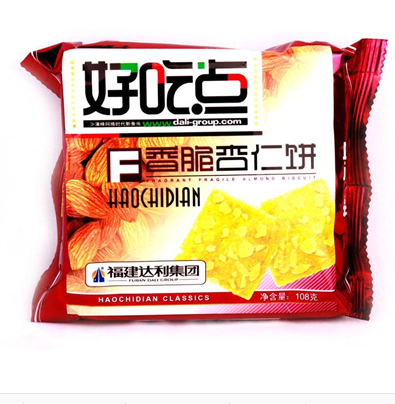 好吃点
www.dali-group.com
香脆杏仁饼
FRAGRANT FRAGILE ALMOND BISCUIT
HAOCHIDIAN
福建达利集团
FUJIAN DALI GROUP
HAOCHIDIAN CLASSICS
净含量：108克